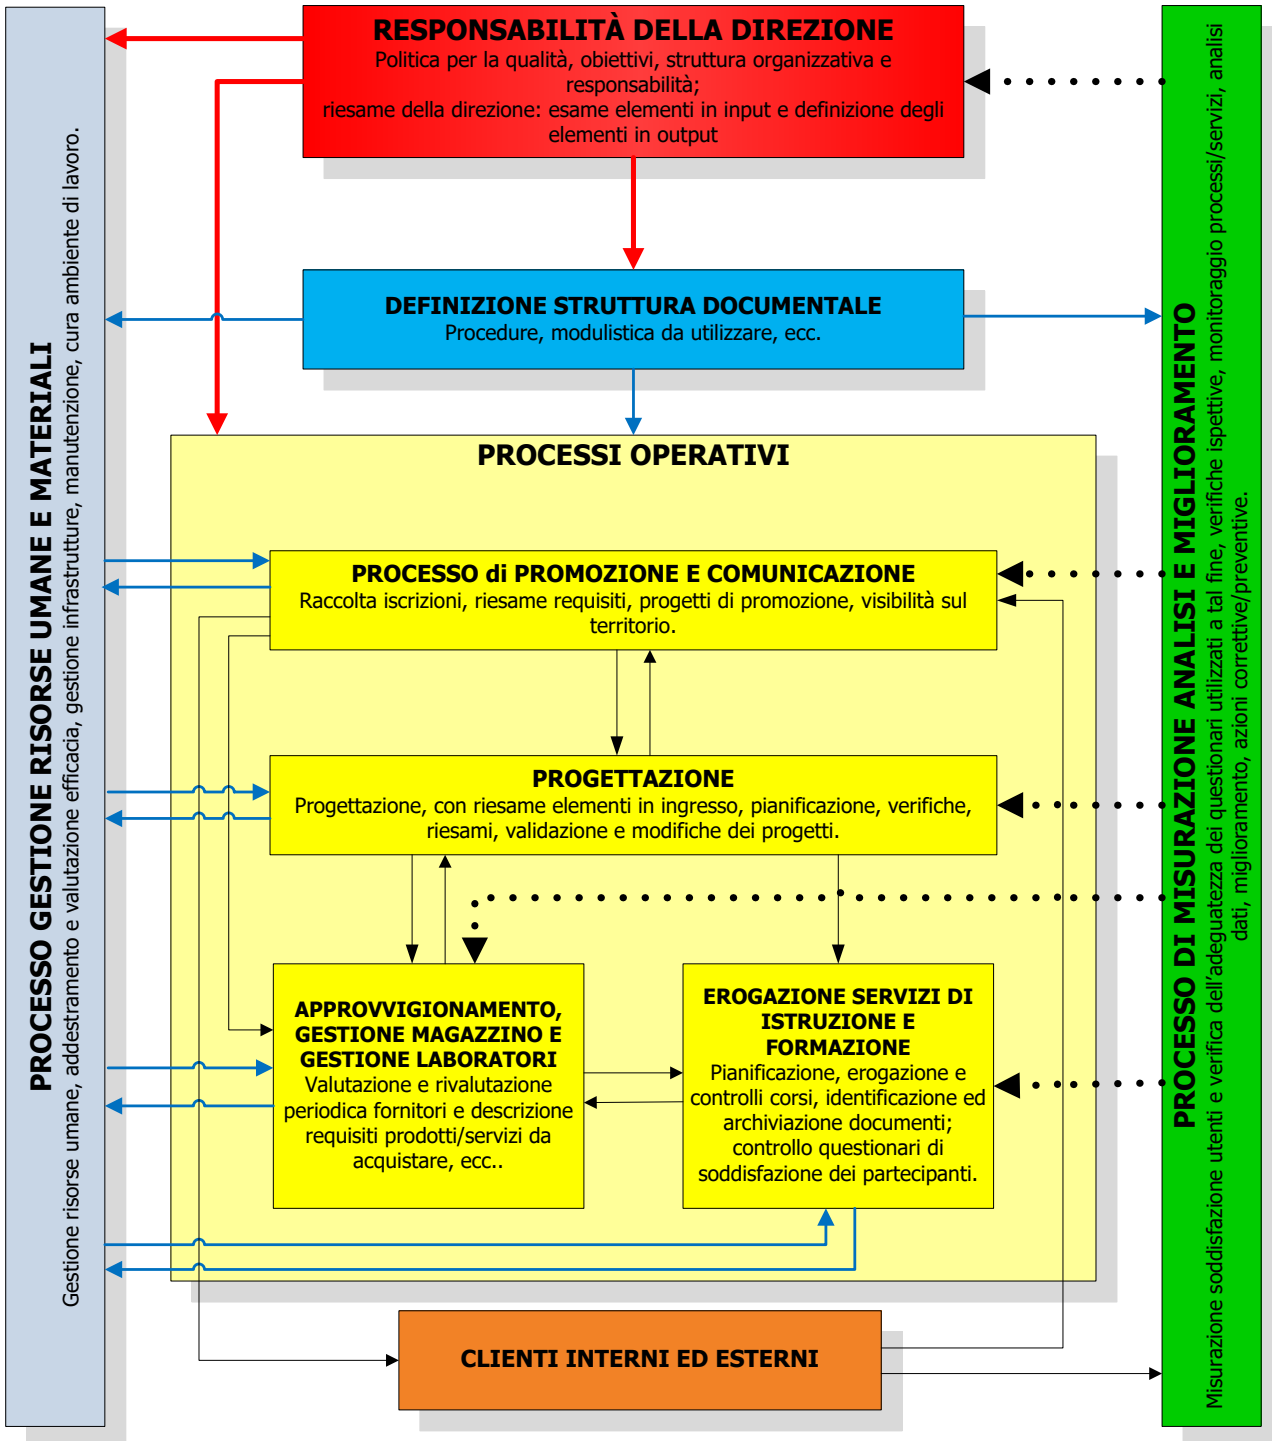 RESPONSABILITÀ DELLA DIREZIONE
Politica per la qualità, obiettivi, struttura organizzativa e
responsabilità;
riesame della direzione: esame elementi in input e definizione degli
elementi in output
DEFINIZIONE STRUTTURA DOCUMENTALE
Procedure, modulistica da utilizzare, ecc.
PROCESSO GESTIONE RISORSE UMANE E MATERIALI
Gestione risorse umane, addestramento e valutazione efficacia, gestione infrastrutture, manutenzione, cura ambiente di lavoro.
PROCESSI OPERATIVI
PROCESSO di PROMOZIONE E COMUNICAZIONE
Raccolta iscrizioni, riesame requisiti, progetti di promozione, visibilità sul
territorio.
PROGETTAZIONE
Progettazione, con riesame elementi in ingresso, pianificazione, verifiche,
riesami, validazione e modifiche dei progetti.
APPROVVIGIONAMENTO,
GESTIONE MAGAZZINO E
GESTIONE LABORATORI
Valutazione e rivalutazione
periodica fornitori e descrizione
requisiti prodotti/servizi da
acquistare, ecc..
EROGAZIONE SERVIZI DI
ISTRUZIONE E
FORMAZIONE
Pianificazione, erogazione e
controlli corsi, identificazione ed
archiviazione documenti;
controllo questionari di
soddisfazione dei partecipanti.
CLIENTI INTERNI ED ESTERNI
PROCESSO DI MISURAZIONE ANALISI E MIGLIORAMENTO
Misurazione soddisfazione utenti e verifica dell'adeguatezza dei questionari utilizzati a tal fine, verifiche ispettive, monitoraggio processi/servizi, analisi
dati, miglioramento, azioni correttive/preventive.